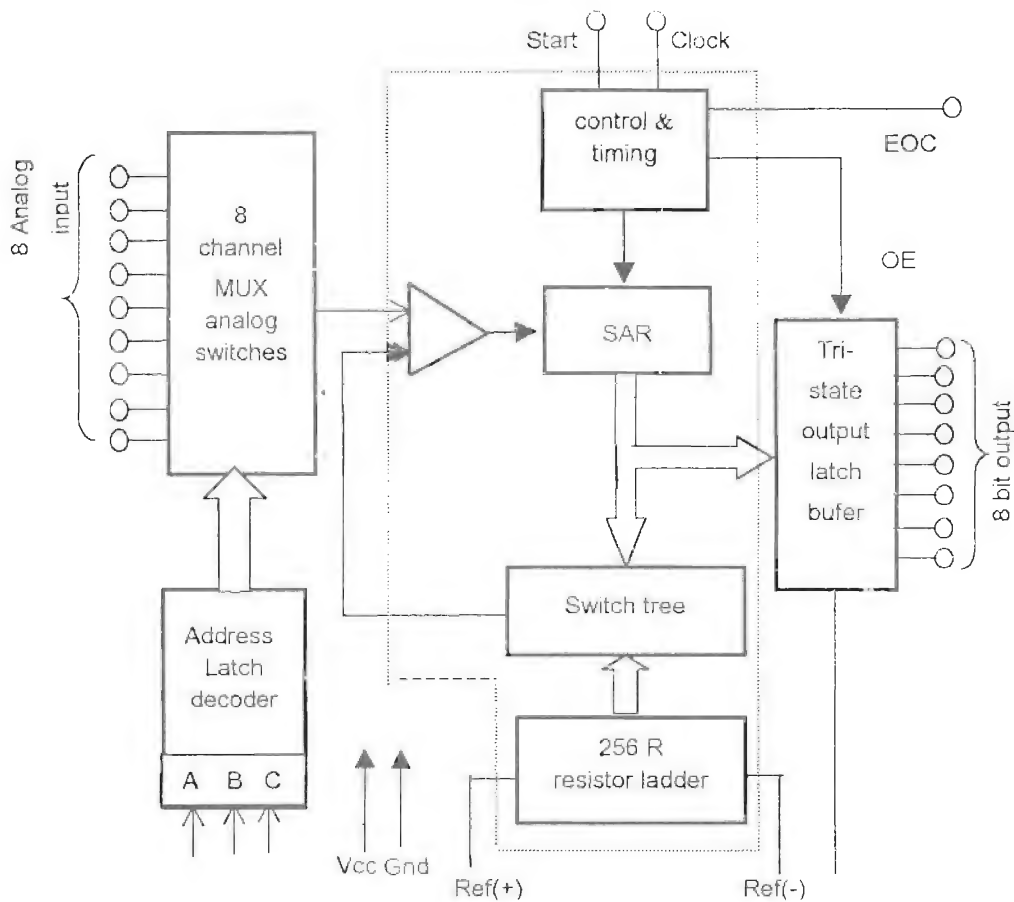 Start
Clock
control &
timing
EOC
8 Analog
input
8
channel
MUX
analog
switches
OE
SAR
Tri-
state
output
latch
bufer
8 bit output
Switch tree
Address
Latch
decoder
A B C
256 R
resistor ladder
Vcc Gnd
Ref(+)
Ref(-)